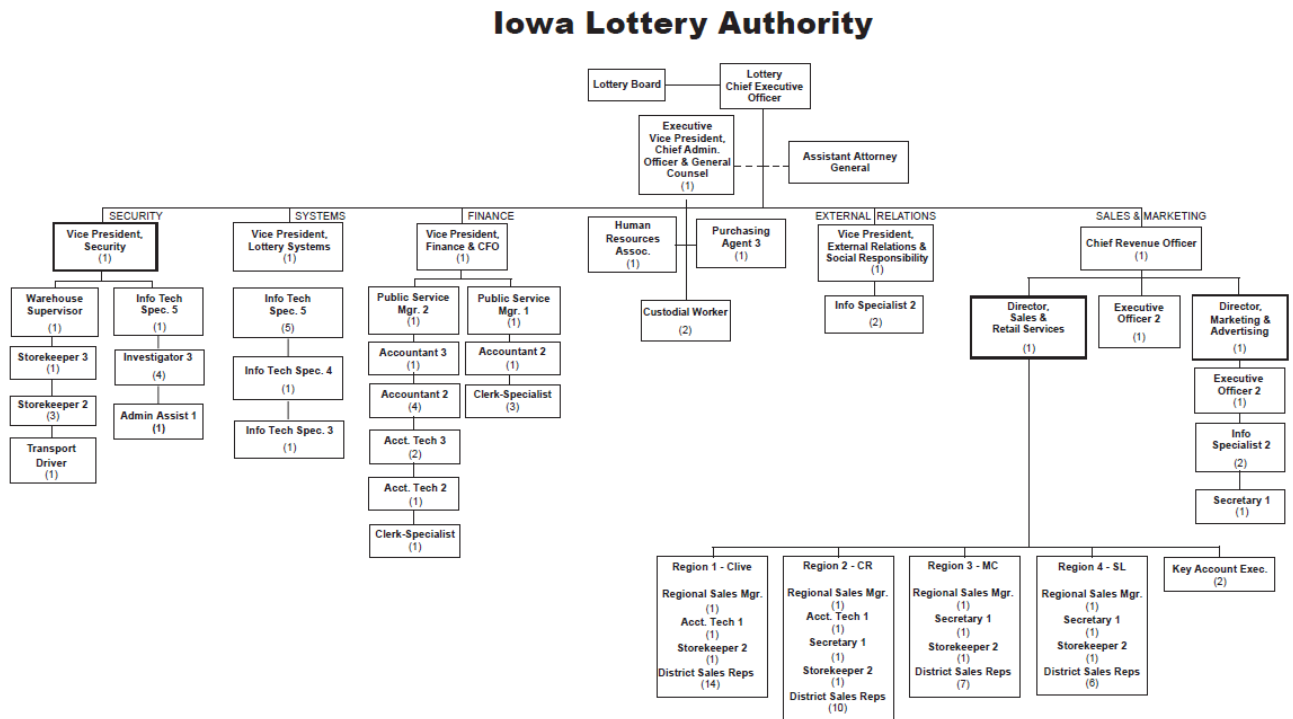 Iowa Lottery Authority
Lottery Board
Lottery
Chief Executive
Officer
Executive
Vice President,
Chief Admin.
Officer & General
Counsel
(1)
Assistant Attorney
General
SECURITY
Vice President,
Security
(1)
Warehouse
Supervisor
(1)
Storekeeper 3
(1)
Storekeeper 2
(3)
Transport
Driver
(1)
Info Tech
Spec. 5
(1)
Investigator 3
(4)
Admin Assist 1
(1)
SYSTEMS
Vice President,
Lottery Systems
(1)
Info Tech
Spec. 5
(5)
Info Tech Spec. 4
(1)
Info Tech Spec. 3
(1)
FINANCE
Vice President,
Finance & CFO
(1)
Public Service
Mgr. 2
(1)
Accountant 3
(1)
Accountant 2
(4)
Acct. Tech 3
(2)
Acct. Tech 2
(1)
Clerk-Specialist
(1)
Public Service
Mgr. 1
(1)
Accountant 2
(1)
Clerk-Specialist
(3)
Human
Resources
Assoc.
(1)
Purchasing
Agent 3
(1)
Custodial Worker
(2)
EXTERNAL RELATIONS
Vice President,
External Relations &
Social Responsibility
(1)
Info Specialist 2
(2)
SALES & MARKETING
Chief Revenue Officer
(1)
Director,
Sales &
Retail Services
(1)
Executive
Officer 2
(1)
Director,
Marketing &
Advertising
(1)
Executive
Officer 2
(1)
Info
Specialist 2
(2)
Secretary 1
(1)
Region 1 - Clive
Regional Sales Mgr.
(1)
Acct. Tech 1
(1)
Storekeeper 2
(1)
District Sales Reps
(14)
Region 2 - CR
Regional Sales Mgr.
(1)
Acct. Tech 1
(1)
Secretary 1
(1)
Storekeeper 2
(1)
District Sales Reps
(10)
Region 3 - MC
Regional Sales Mgr.
(1)
Secretary 1
(1)
Storekeeper 2
(1)
District Sales Reps
(7)
Region 4 - SL
Regional Sales Mgr.
(1)
Secretary 1
(1)
Storekeeper 2
(1)
District Sales Reps
(6)
Key Account Exec.
(2)